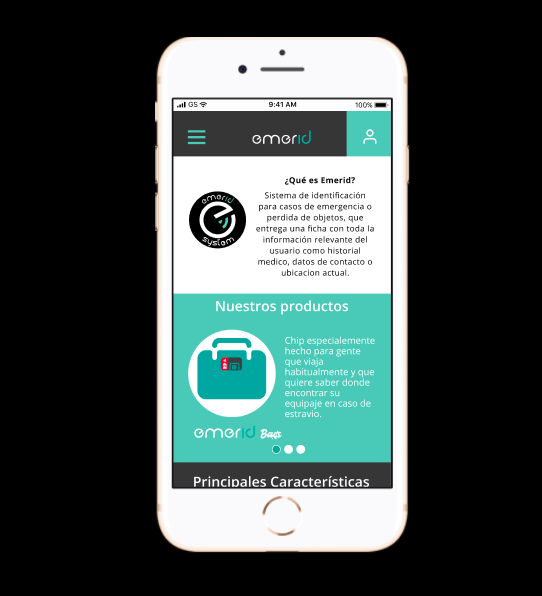 GS 9:41 AM 100%
emerid
¿Qué es Emerid?
Sistema de identificación
para casos de emergencia o
perdida de objetos, que
entrega una ficha con toda la
información relevante del
usuario como historial
medico, datos de contacto o
ubicacion actual.
emerid
system
Nuestros productos
Chip especialemente
hecho para gente
que viaja
habitualmente y que
quiere saber donde
encontrar su
equipaje en caso de
estravio.
emerid Bags
Principales Características